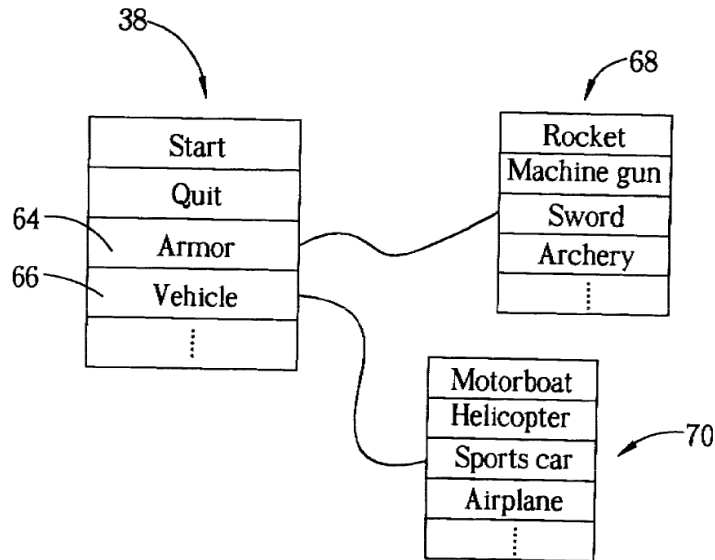 38
Start
Quit
64
Armor
66
Vehicle
68
Rocket
Machine gun
Sword
Archery
Motorboat
Helicopter
Sports car
Airplane
70